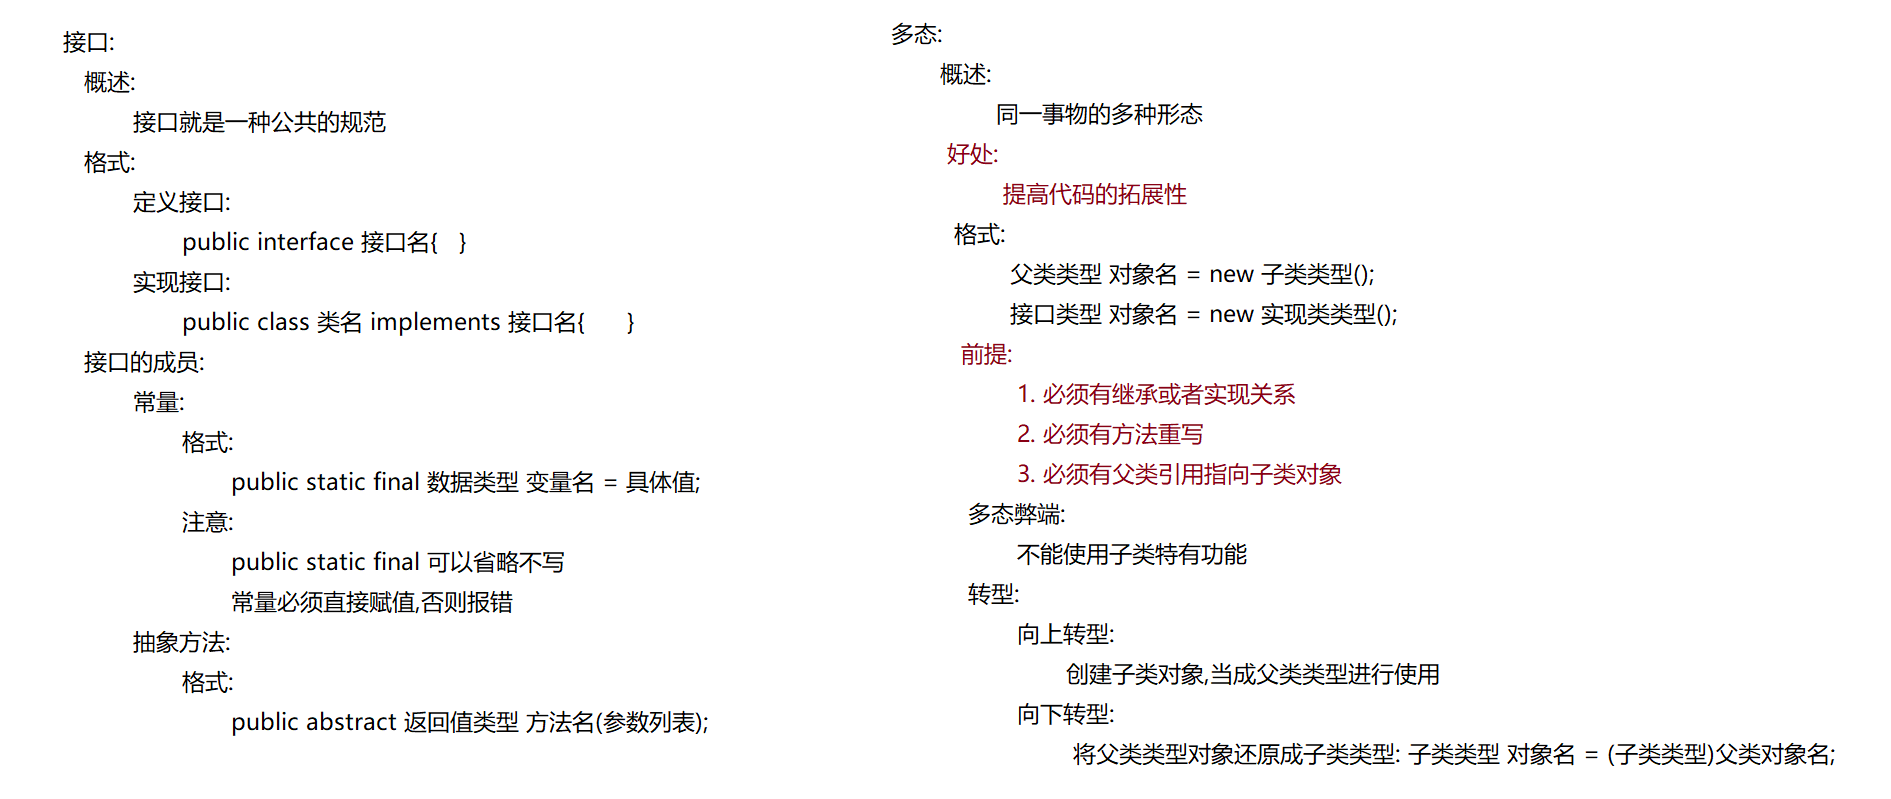 接口:
概述:
接口就是一种公共的规范
格式:
定义接口:
public interface 接口名{ }
实现接口:
public class 类名 implements 接口名{ }
接口的成员:
常量:
格式:
public static final 数据类型 变量名 = 具体值;
注意:
public static final 可以省略不写
常量必须直接赋值,否则报错
抽象方法:
格式:
public abstract 返回值类型 方法名(参数列表);
多态:
概述:
同一事物的多种形态
好处:
提高代码的拓展性
格式:
父类类型 对象名 = new 子类类型();
接口类型 对象名 = new 实现类类型();
前提:
1. 必须有继承或者实现关系
2. 必须有方法重写
3. 必须有父类引用指向子类对象
多态弊端:
不能使用子类特有功能
转型:
向上转型:
创建子类对象,当成父类类型进行使用
向下转型:
将父类类型对象还原成子类类型: 子类类型 对象名 = (子类类型)父类对象名;